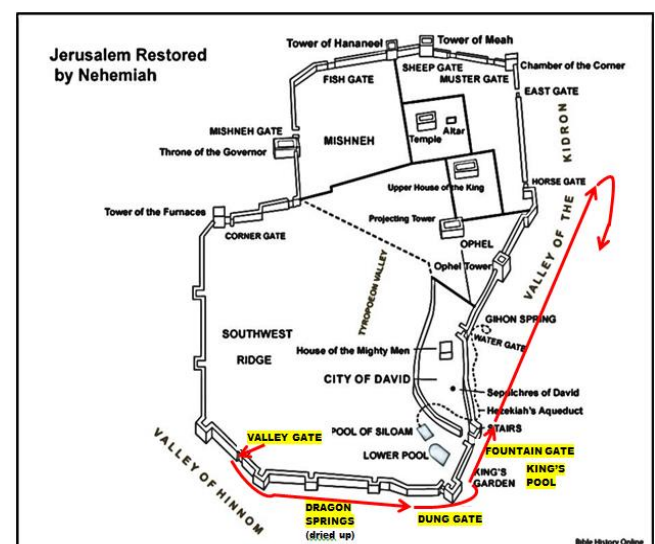 Jerusalem Restored
by Nehemiah
Tower of Hananeel
Tower of Meah
FISH GATE
SHEEP GATE
MUSTER GATE
Chamber of the Corner
EAST GATE
MISHNEH GATE
Throne of the Governor
MISHNEH
Temple
Altar
VALLEY OF THE KIDRON
Upper House of the King
HORSE GATE
Tower of the Furnaces
CORNER GATE
Projecting Tower
OPHEL
Ophel Tower
TYROPOEON VALLEY
GIHON SPRING
WATER GATE
SOUTHWEST
RIDGE
House of the Mighty Men
CITY OF DAVID
Sepulchres of David
Hezekiah's Aqueduct
STAIRS
VALLEY GATE
POOL OF SILOAM
FOUNTAIN GATE
LOWER POOL
KING'S
GARDEN
KING'S
POOL
VALLEY OF HINNOM
DRAGON
SPRINGS
(dried up)
DUNG GATE
Bible History Online